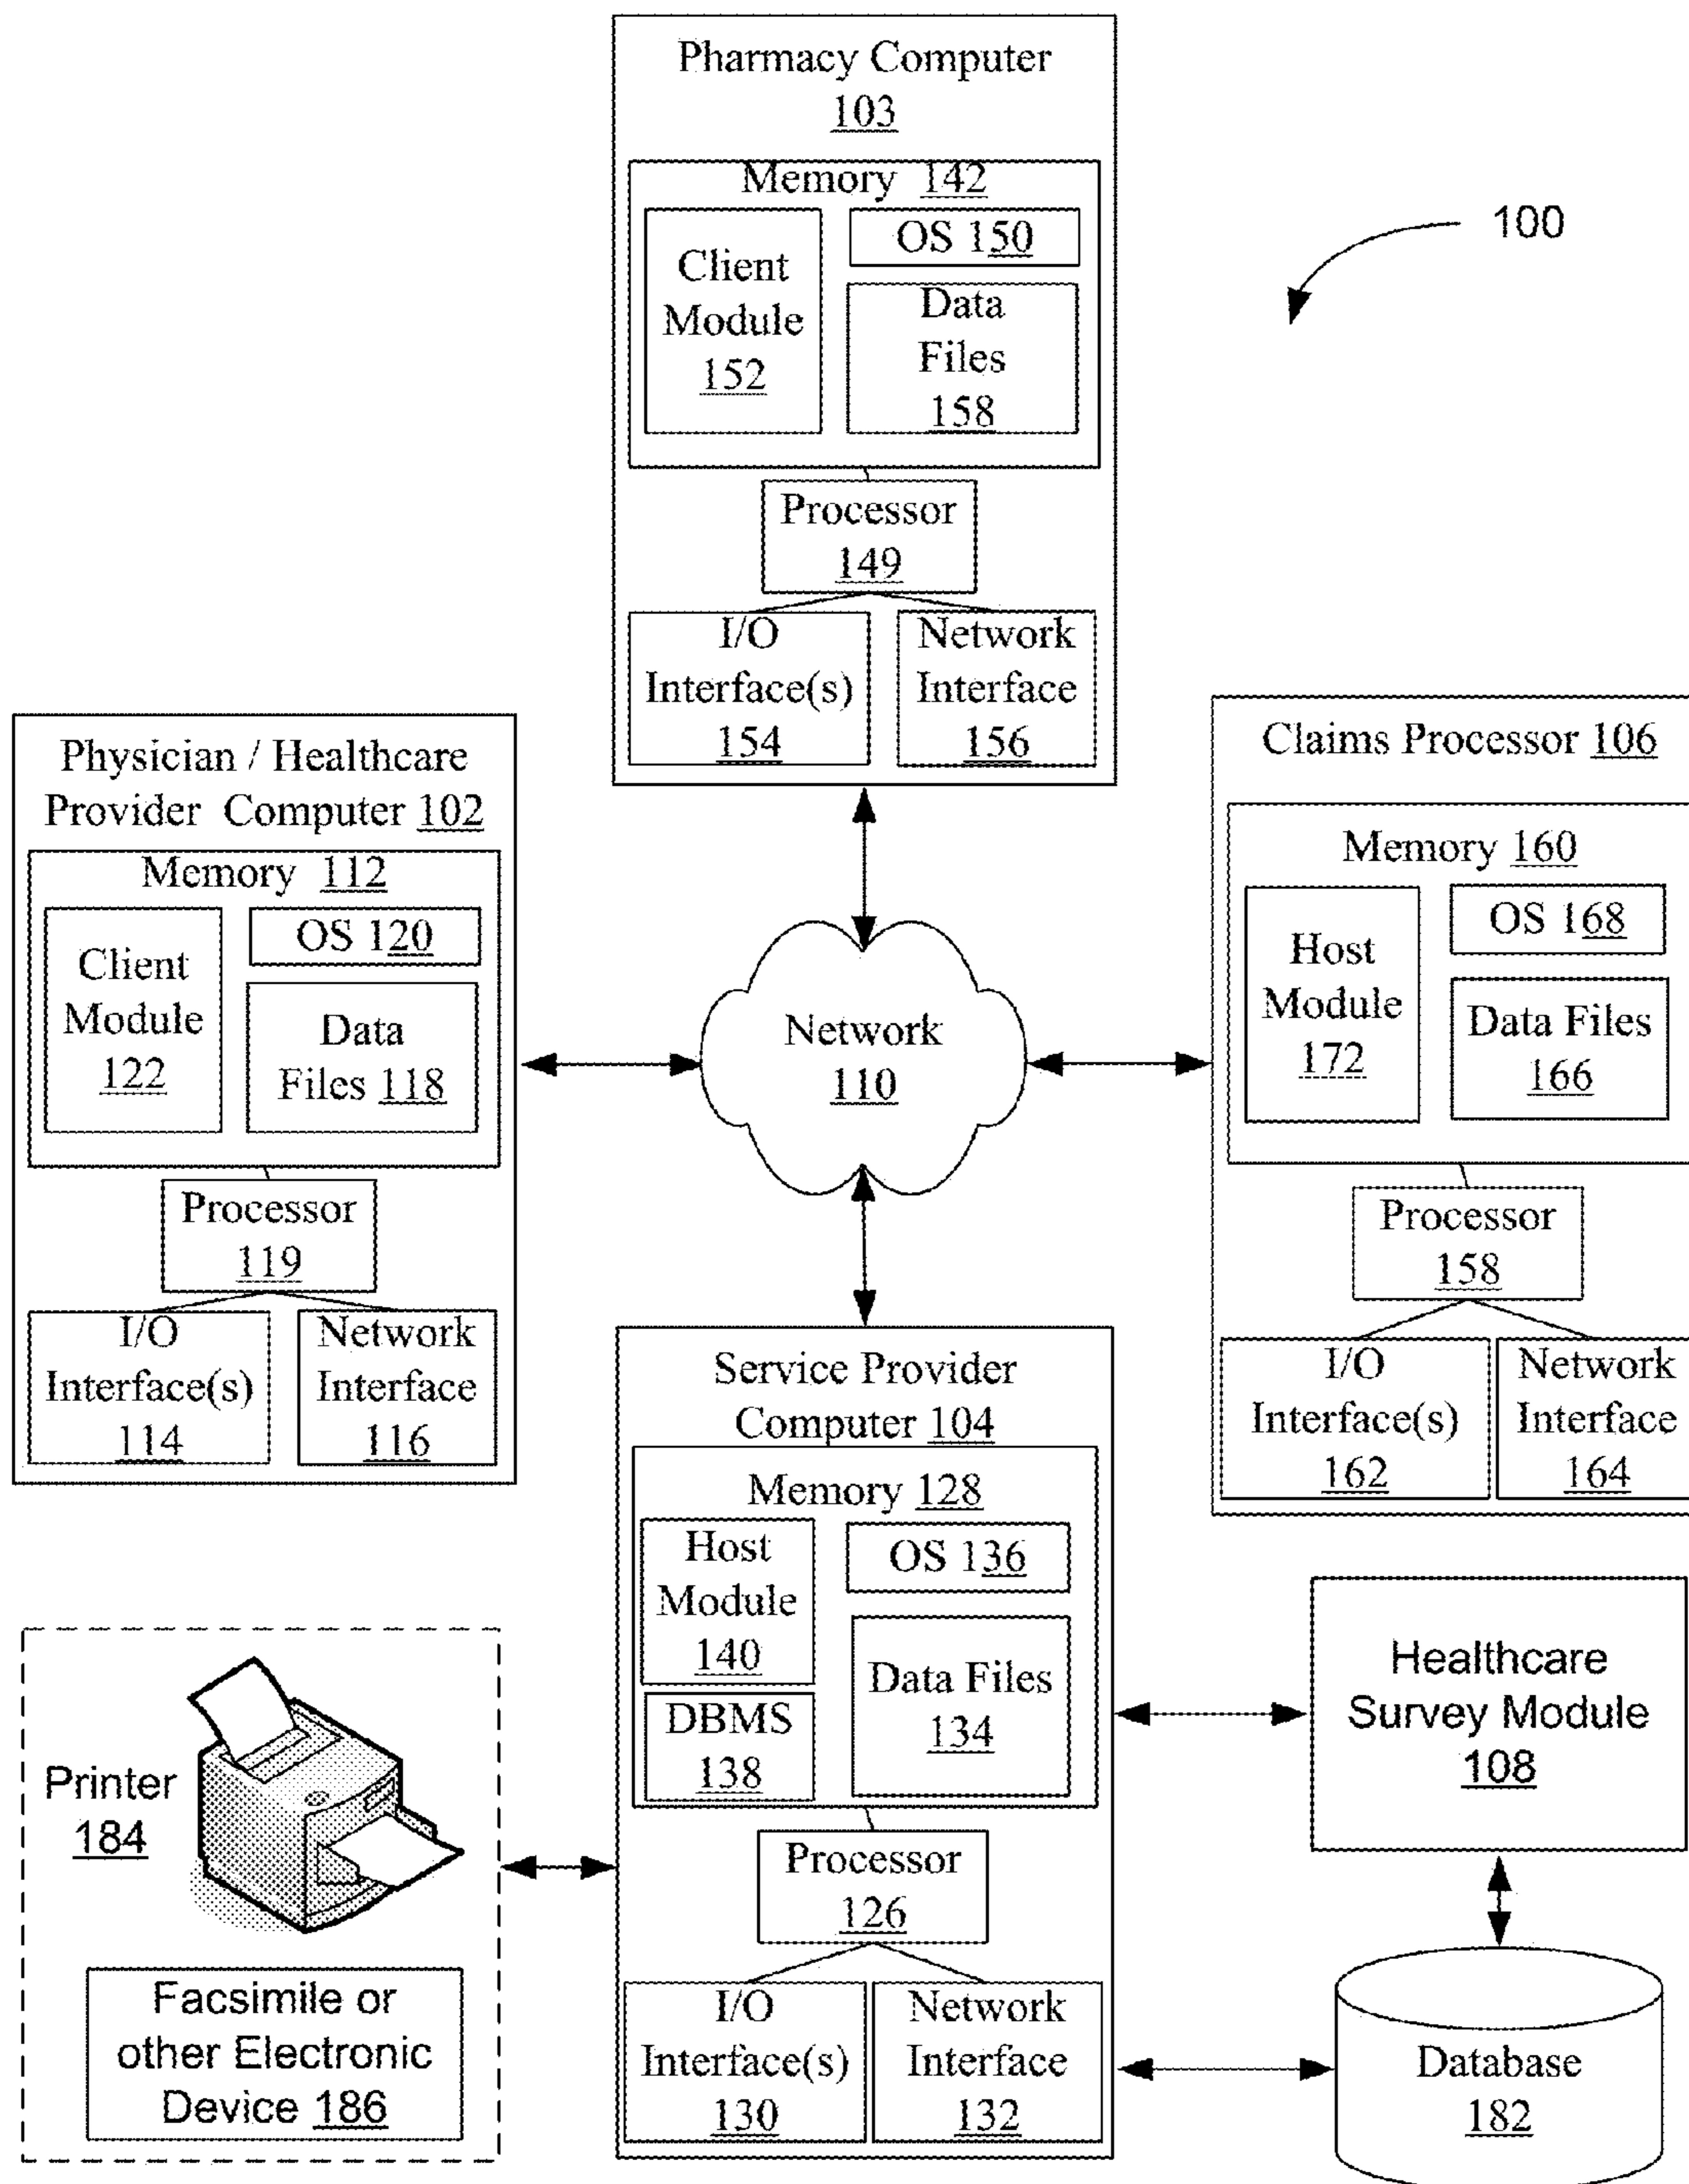 Pharmacy Computer
103
Memory 142
Client
Module
152
OS 150
Data
Files
158
Processor
149
I/O
Interface(s)
154
Network
Interface
156
100
Physician / Healthcare
Provider Computer 102
Memory 112
Client
Module
122
OS 120
Data
Files 118
Processor
119
I/O
Interface(s)
114
Network
Interface
116
Network
110
Claims Processor 106
Memory 160
Host
Module
172
OS 168
Data Files
166
Processor
158
I/O
Interface(s)
162
Network
Interface
164
Service Provider
Computer 104
Memory 128
Host
Module
140
DBMS
138
OS 136
Data Files
134
Processor
126
I/O
Interface(s)
130
Network
Interface
132
Printer
184
Facsimile or
other Electronic
Device 186
Healthcare
Survey Module
108
Database
182